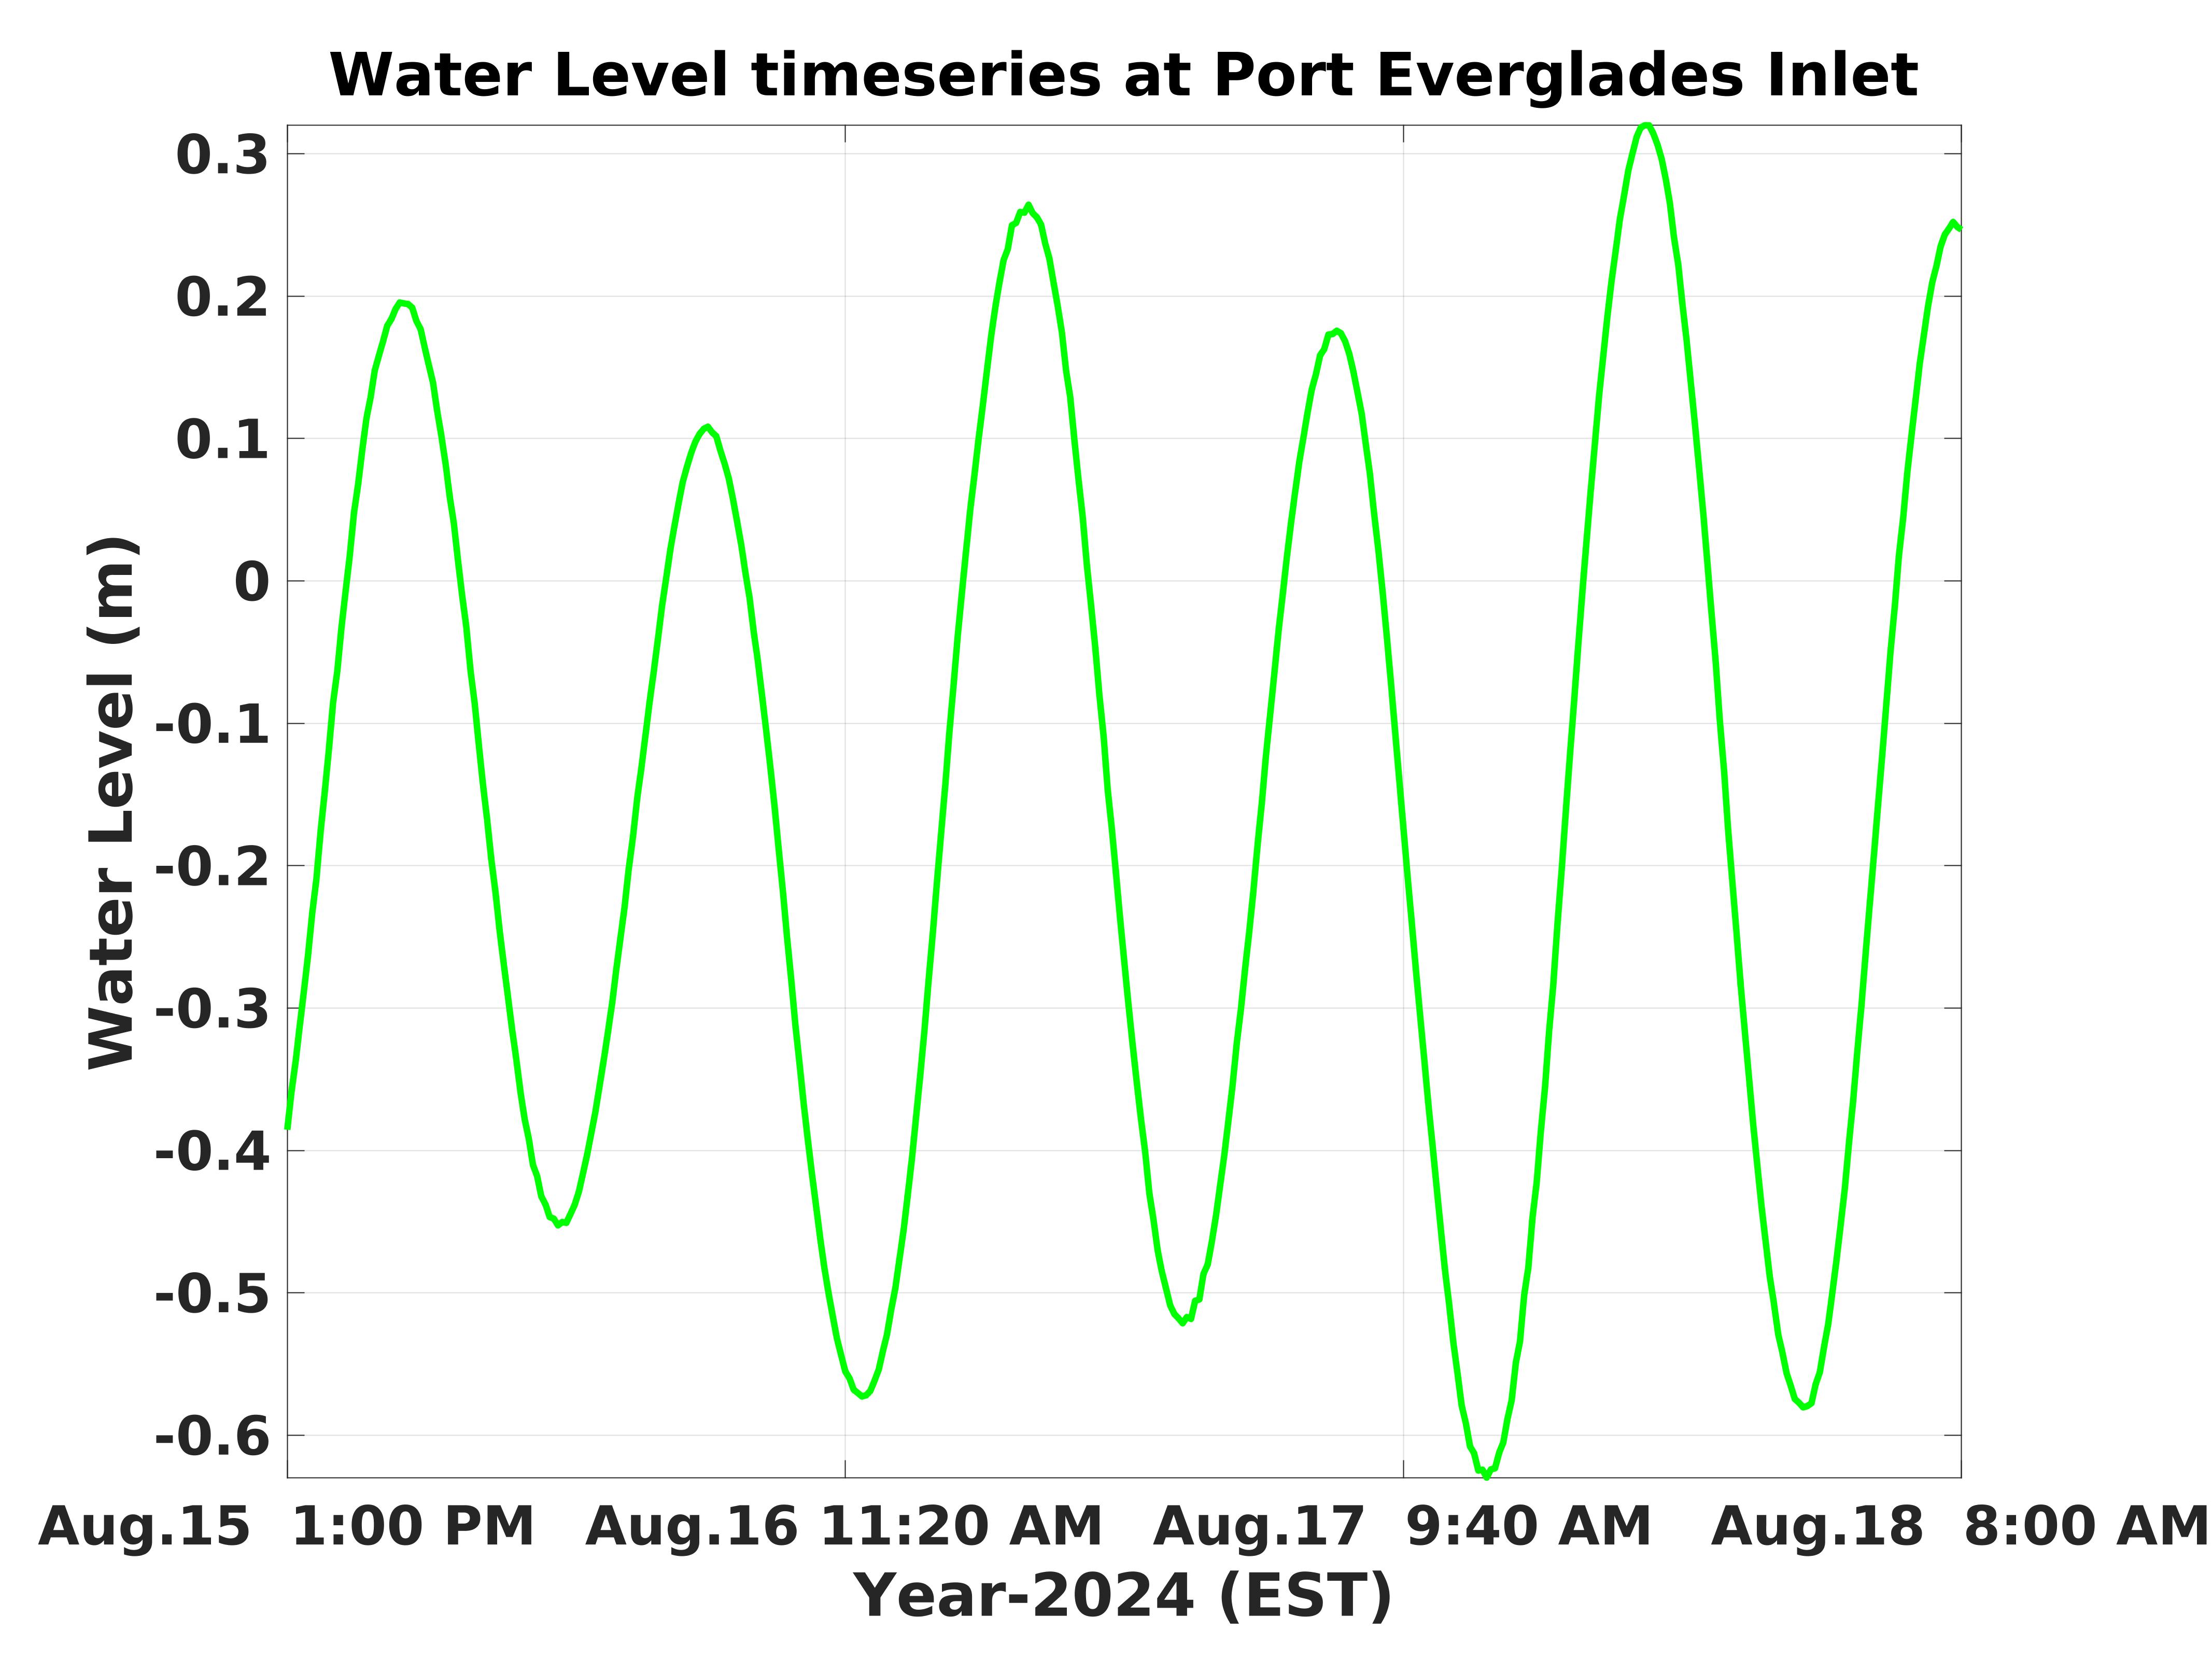 Water Level timeseries at Port Everglades Inlet
0.3
0.2
0.1
0
-0.1
-0.2
-0.3
-0.4
-0.5
-0.6
Water Level (m)
Aug.15 1:00 PM Aug.16 11:20 AM Aug.17 9:40 AM Aug.18 8:00 AM
Year-2024 (EST)